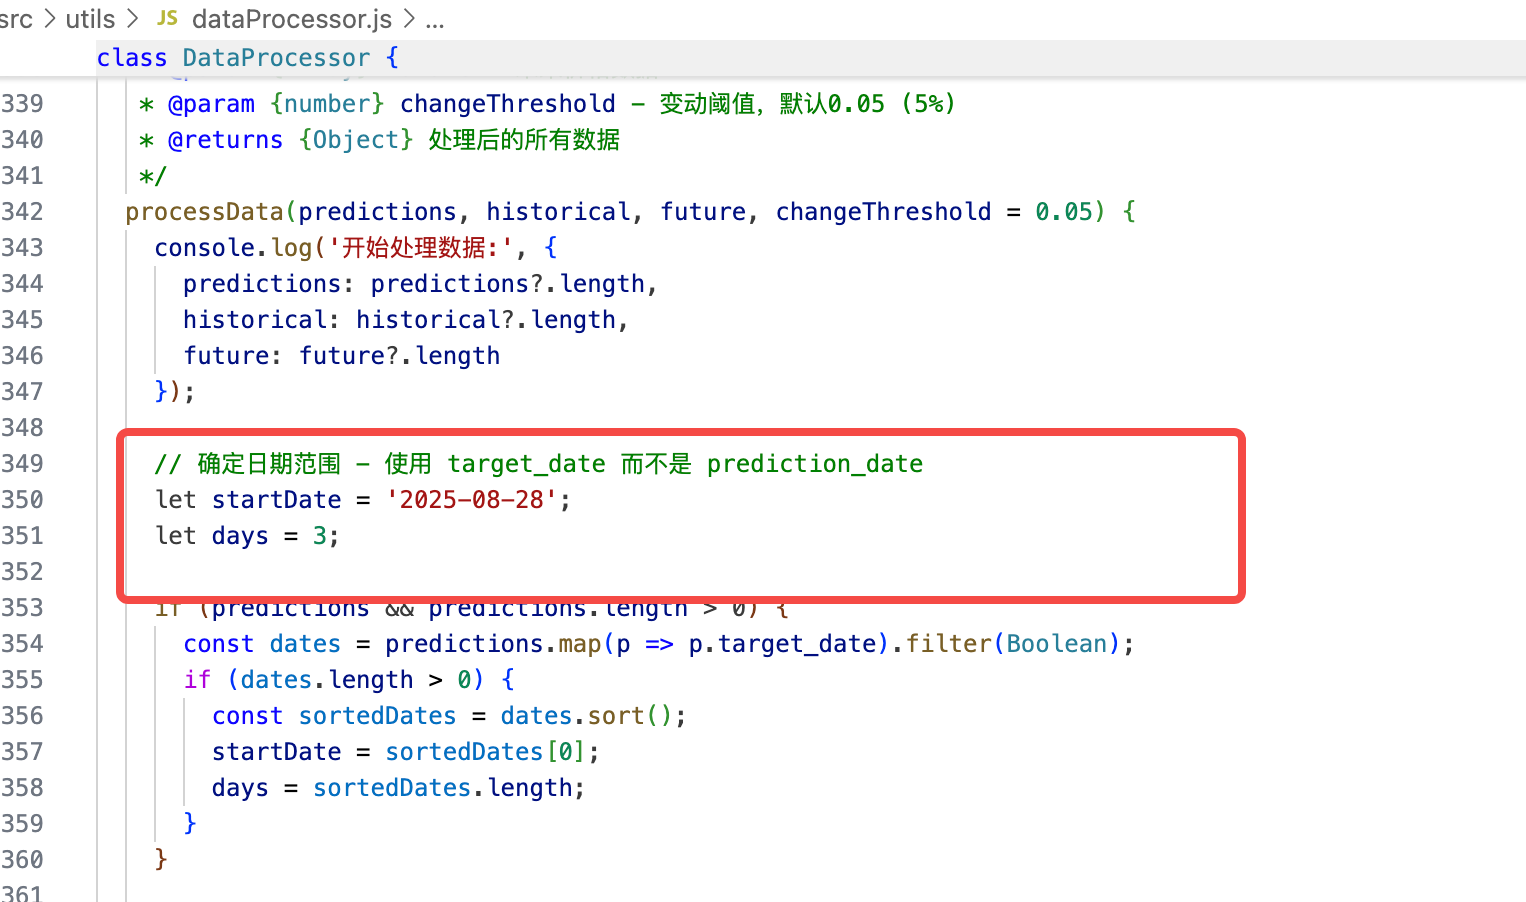 src > utils > JS dataProcessor.js > ...
class DataProcessor {
339 * @param {number} changeThreshold - 变动阈值，默认0.05 (5%)
340 * @returns {Object} 处理后的所有数据
341 */
342 processData(predictions, historical, future, changeThreshold = 0.05) {
343 console.log('开始处理数据:', {
344 predictions: predictions?.length,
345 historical: historical?.length,
346 future: future?.length
347 });
348
349 // 确定日期范围 - 使用 target_date 而不是 prediction_date
350 let startDate = '2025-08-28';
351 let days = 3;
352
353 if (predictions && predictions.length > 0) {
354 const dates = predictions.map(p => p.target_date).filter(Boolean);
355 if (dates.length > 0) {
356 const sortedDates = dates.sort();
357 startDate = sortedDates[0];
358 days = sortedDates.length;
359 }
360 }
361